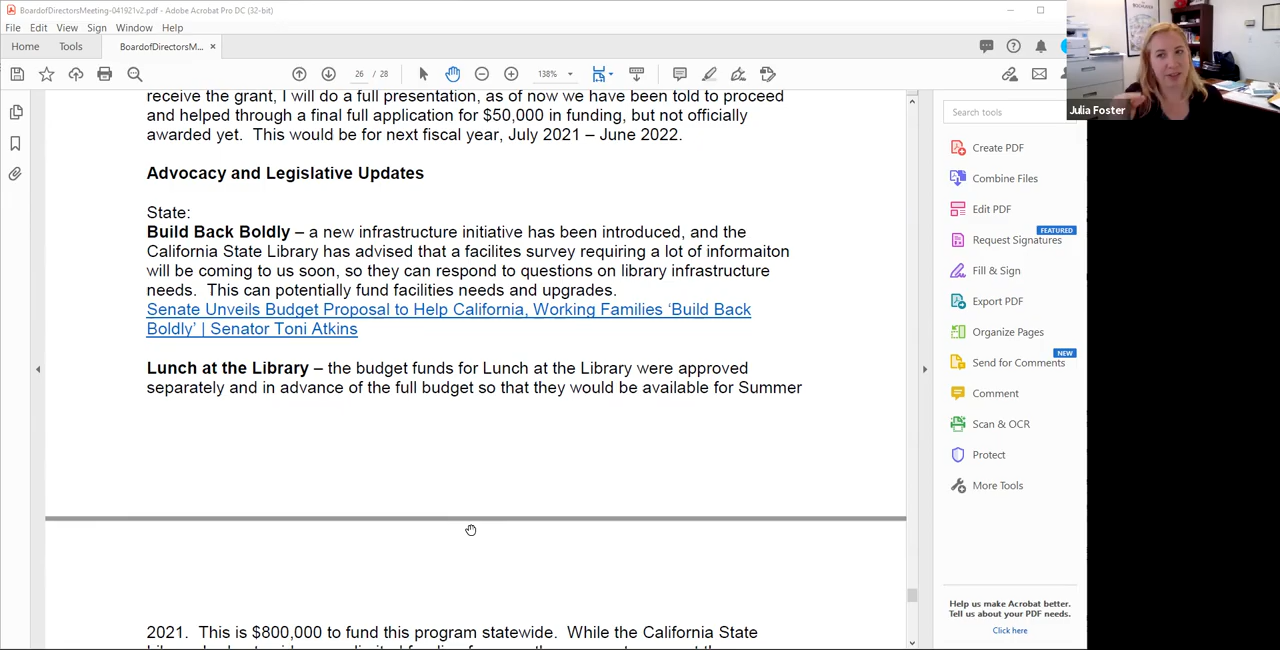 BoardofDirectorsMeeting-041921v2.pdf - Adobe Acrobat Pro DC (32-bit)
File Edit View Sign Window Help
Home Tools BoardofDirectorsM... ×
26 / 28 138%
receive the grant, I will do a full presentation, as of now we have been told to proceed
and helped through a final full application for $50,000 in funding, but not officially
awarded yet. This would be for next fiscal year, July 2021 – June 2022.
Advocacy and Legislative Updates
State:
Build Back Boldly – a new infrastructure initiative has been introduced, and the
California State Library has advised that a facilites survey requiring a lot of informaiton
will be coming to us soon, so they can respond to questions on library infrastructure
needs. This can potentially fund facilities needs and upgrades.
Senate Unveils Budget Proposal to Help California, Working Families ‘Build Back
Boldly’ | Senator Toni Atkins
Lunch at the Library – the budget funds for Lunch at the Library were approved
separately and in advance of the full budget so that they would be available for Summer
2021. This is $800,000 to fund this program statewide. While the California State
Search tools
Create PDF
Combine Files
Edit PDF
FEATURED
Request Signatures
Fill & Sign
Export PDF
Organize Pages
NEW
Send for Comments
Comment
Scan & OCR
Protect
More Tools
Help us make Acrobat better.
Tell us about your PDF needs.
Click here
Julia Foster